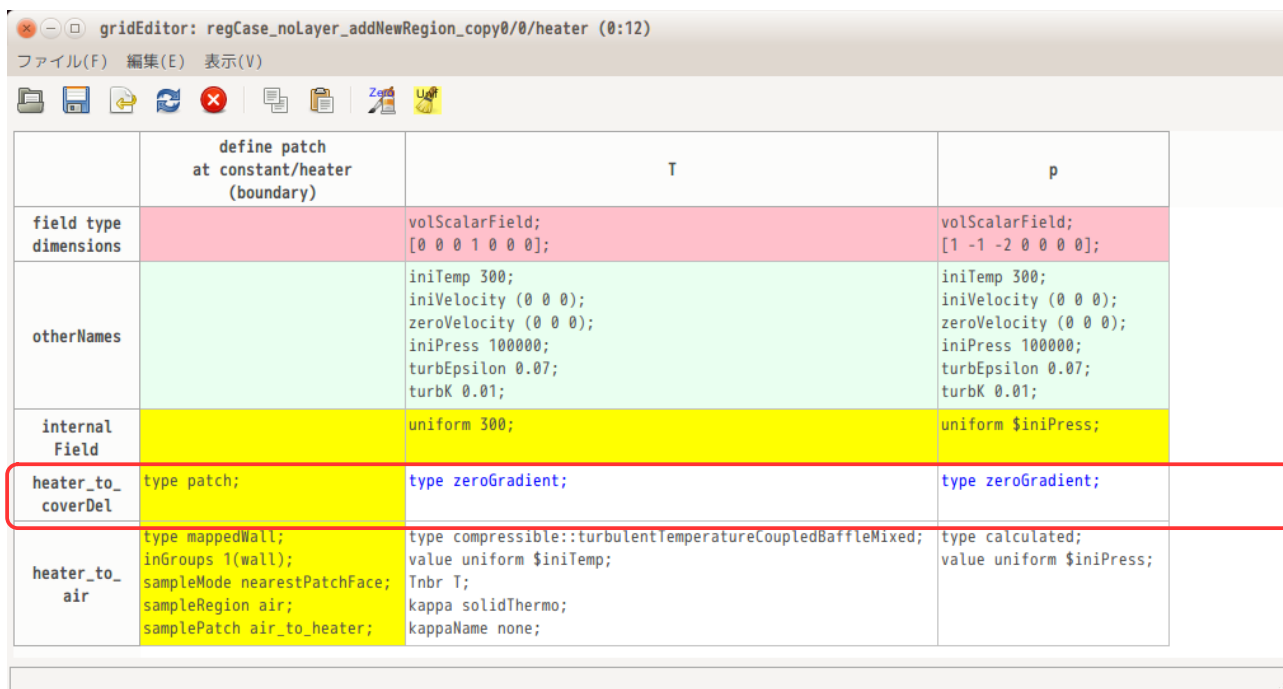 gridEditor: regCase_noLayer_addNewRegion_copy0/0/heater (0:12)
ファイル(F) 編集(E) 表示(V)
Zero Unif
define patch
at constant/heater
(boundary)
T
p
field type
dimensions
volScalarField;
[0 0 0 1 0 0 0];
volScalarField;
[1 -1 -2 0 0 0 0];
otherNames
iniTemp 300;
iniVelocity (0 0 0);
zeroVelocity (0 0 0);
iniPress 100000;
turbEpsilon 0.07;
turbK 0.01;
iniTemp 300;
iniVelocity (0 0 0);
zeroVelocity (0 0 0);
iniPress 100000;
turbEpsilon 0.07;
turbK 0.01;
internal
Field
uniform 300;
uniform $iniPress;
heater_to_
coverDel
type patch;
type zeroGradient;
type zeroGradient;
heater_to_
air
type mappedWall;
inGroups 1(wall);
sampleMode nearestPatchFace;
sampleRegion air;
samplePatch air_to_heater;
type compressible::turbulentTemperatureCoupledBaffleMixed;
value uniform $iniTemp;
Tnbr T;
kappa solidThermo;
kappaName none;
type calculated;
value uniform $iniPress;